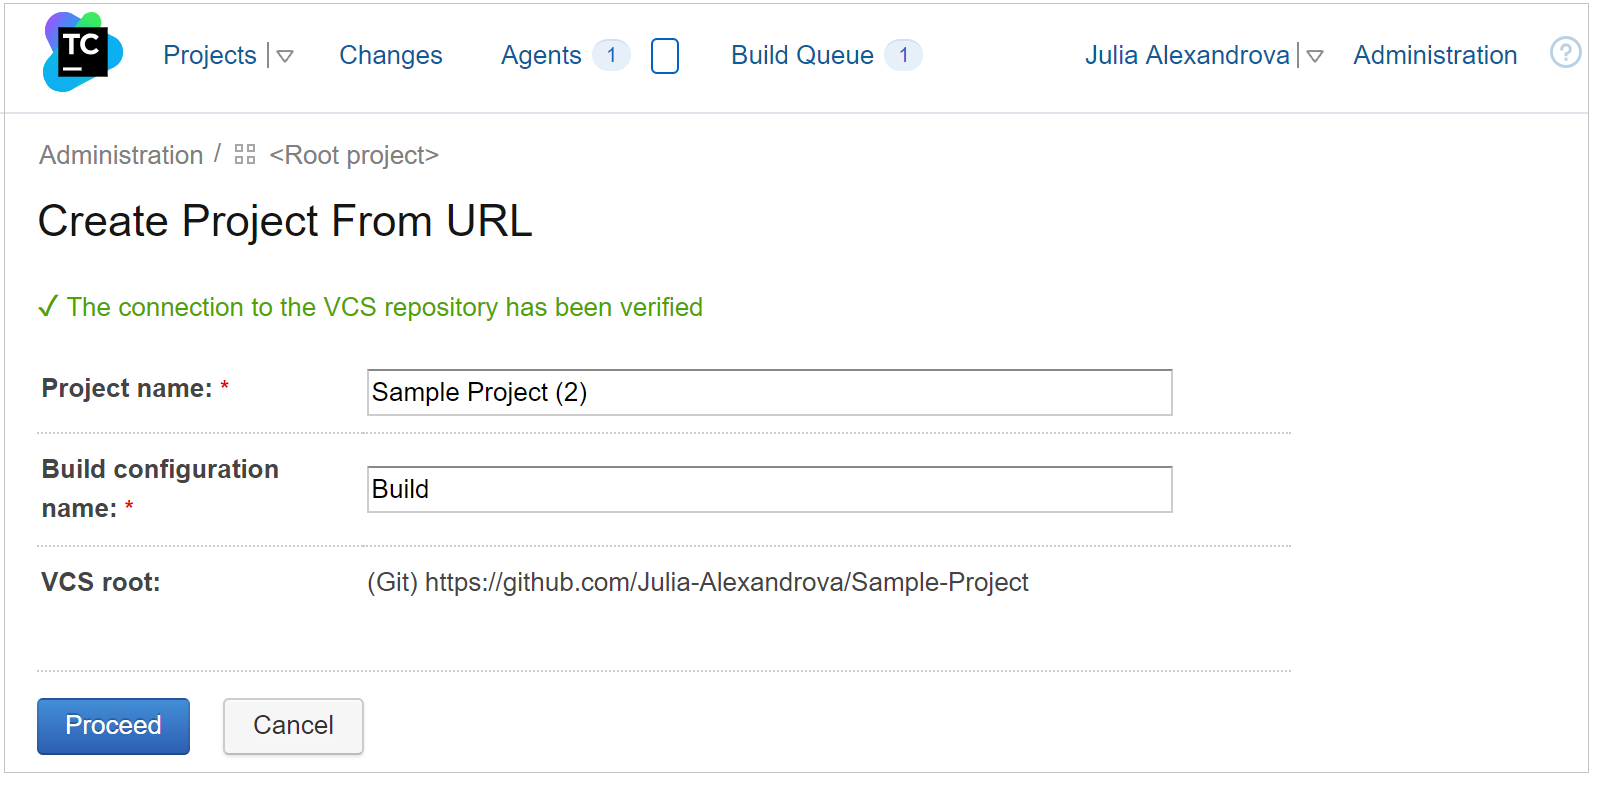 TC Projects Changes Agents 1 Build Queue 1 Julia Alexandrova Administration ?
Administration / <Root project>
Create Project From URL
✓ The connection to the VCS repository has been verified
Project name: * Sample Project (2)
Build configuration
name: * Build
VCS root: (Git) https://github.com/Julia-Alexandrova/Sample-Project
Proceed Cancel